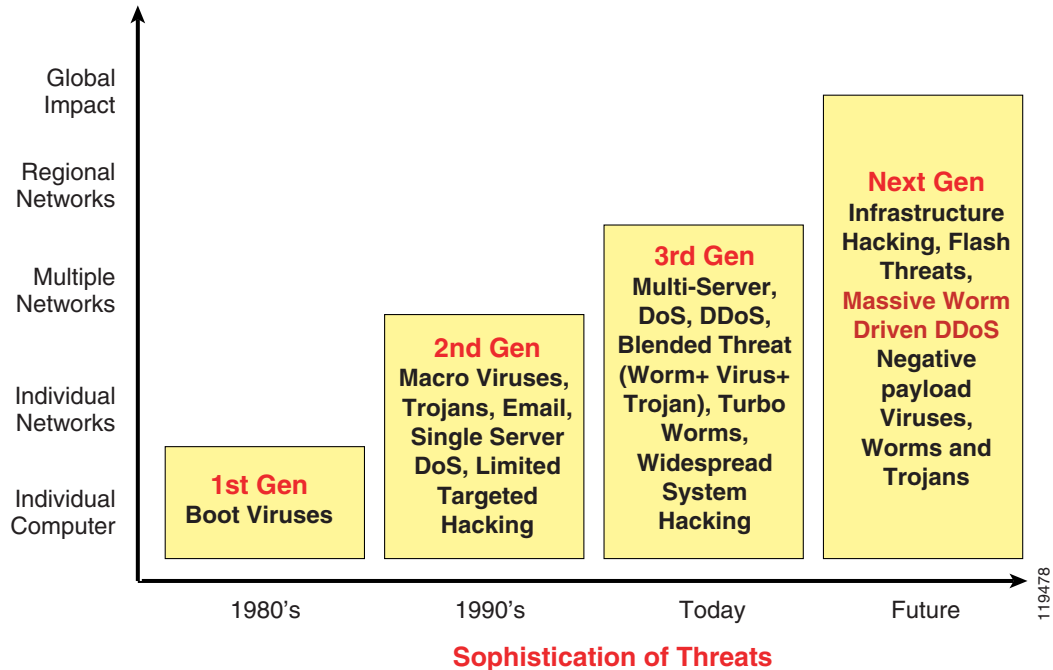 Global
Impact
Regional
Networks
Multiple
Networks
Individual
Networks
Individual
Computer
1st Gen
Boot Viruses
2nd Gen
Macro Viruses,
Trojans, Email,
Single Server
DoS, Limited
Targeted
Hacking
3rd Gen
Multi-Server,
DoS, DDoS,
Blended Threat
(Worm+ Virus+
Trojan), Turbo
Worms,
Widespread
System
Hacking
Next Gen
Infrastructure
Hacking, Flash
Threats,
Massive Worm
Driven DDoS
Negative
payload
Viruses,
Worms and
Trojans
1980's
1990's
Today
Future
Sophistication of Threats
119478